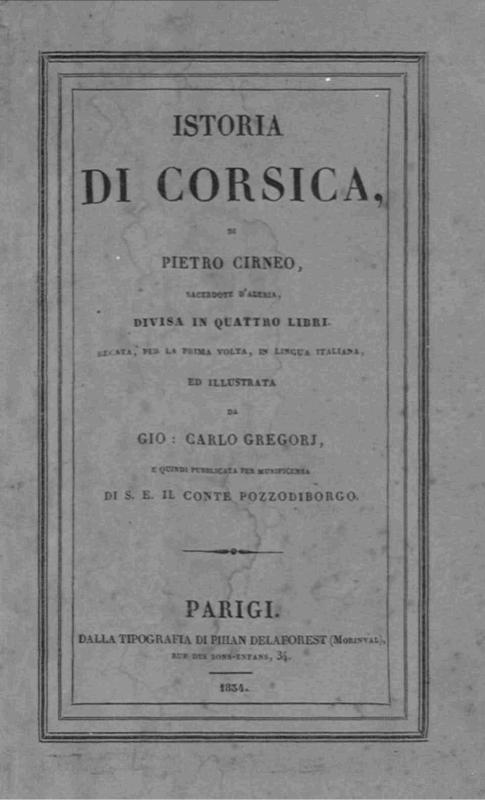 ISTORIA
DI CORSICA,
DI
PIETRO CIRNEO,
SACERDOTE D'ALERIA,
DIVISA IN QUATTRO LIBRI.
RECATA, PER LA PRIMA VOLTA, IN LINGUA ITALIANA,
ED ILLUSTRATA
DA
GIO: CARLO GREGORJ,
E QUINDI PUBBLICATA PER MUNIFICENZA
DI S. E. IL CONTE POZZODIBORGO.
PARIGI.
DALLA TIPOGRAFIA DI PIHAN DELAFOREST (MORINVAL),
RUE DES BONS-ENFANS, 34.
1834.